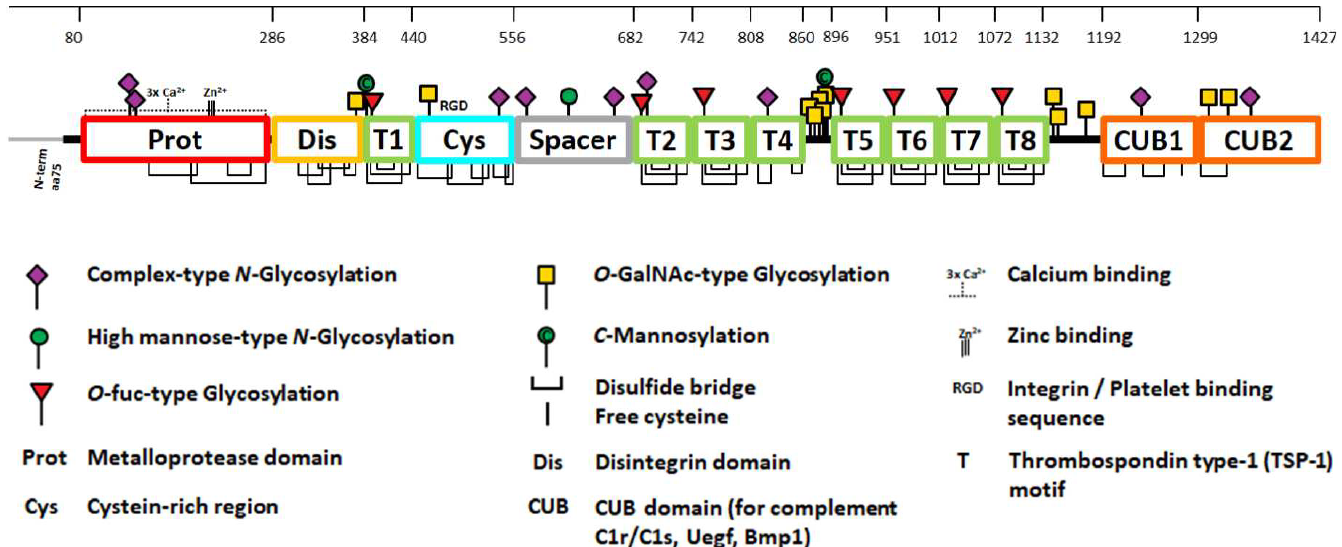 80 286 384 440 556 682 742 808 860 896 951 1012 1072 1132 1192 1299 1427
3x Ca²⁺ Zn²⁺
RGD
Prot Dis T1 Cys Spacer T2 T3 T4 T5 T6 T7 T8 CUB1 CUB2
N-term
aa75
Complex-type N-Glycosylation
O-GalNAc-type Glycosylation
3x Ca²⁺ Calcium binding
High mannose-type N-Glycosylation
C-Mannosylation
Zn²⁺ Zinc binding
O-fuc-type Glycosylation
Disulfide bridge
Free cysteine
RGD Integrin / Platelet binding
sequence
Prot Metalloprotease domain
Dis Disintegrin domain
T Thrombospondin type-1 (TSP-1)
motif
Cys Cystein-rich region
CUB CUB domain (for complement
C1r/C1s, Uegf, Bmp1)